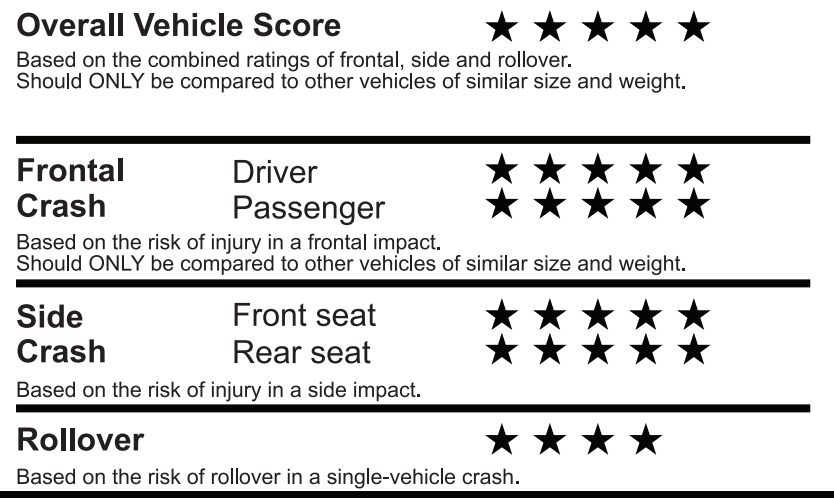 Overall Vehicle Score ★ ★ ★ ★ ★
Based on the combined ratings of frontal, side and rollover.
Should ONLY be compared to other vehicles of similar size and weight.
Frontal Driver ★ ★ ★ ★ ★
Crash Passenger ★ ★ ★ ★ ★
Based on the risk of injury in a frontal impact.
Should ONLY be compared to other vehicles of similar size and weight.
Side Front seat ★ ★ ★ ★ ★
Crash Rear seat ★ ★ ★ ★ ★
Based on the risk of injury in a side impact.
Rollover ★ ★ ★ ★
Based on the risk of rollover in a single-vehicle crash.